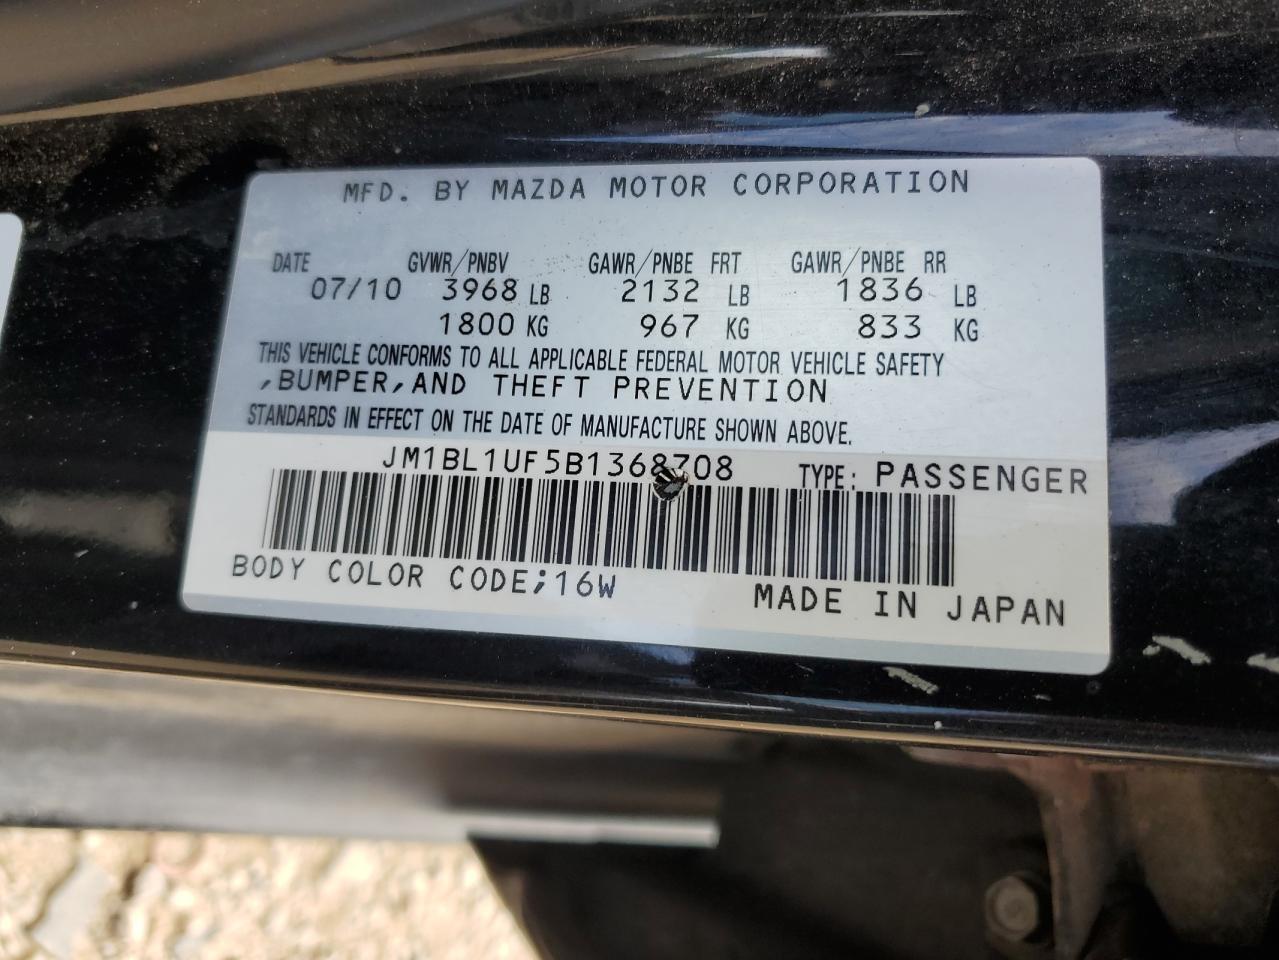 MFD. BY MAZDA MOTOR CORPORATION
DATE GVWR/PNBV GAWR/PNBE FRT GAWR/PNBE RR
07/10 3968 LB 2132 LB 1836 LB
1800 KG 967 KG 833 KG
THIS VEHICLE CONFORMS TO ALL APPLICABLE FEDERAL MOTOR VEHICLE SAFETY
,BUMPER,AND THEFT PREVENTION
STANDARDS IN EFFECT ON THE DATE OF MANUFACTURE SHOWN ABOVE.
JM1BL1UF5B1368708 TYPE: PASSENGER
BODY COLOR CODE;16W MADE IN JAPAN